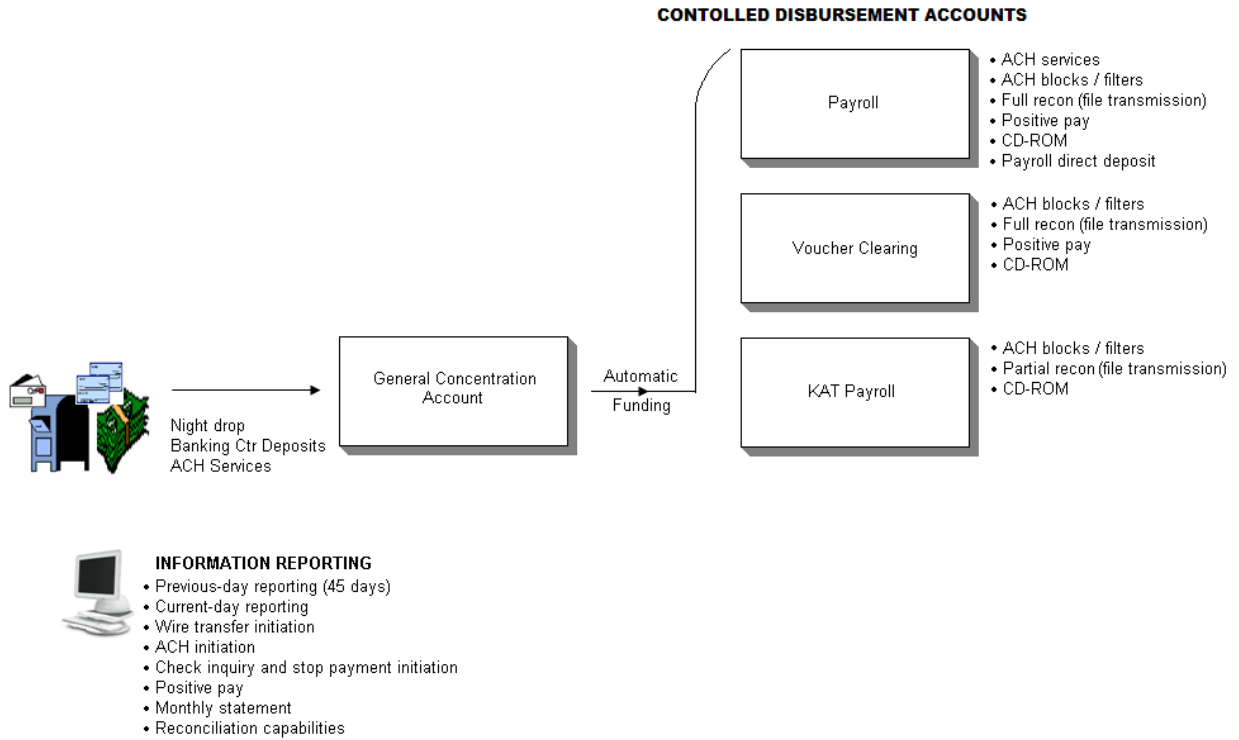 CONTOLLED DISBURSEMENT ACCOUNTS
Payroll
• ACH services
• ACH blocks / filters
• Full recon (file transmission)
• Positive pay
• CD-ROM
• Payroll direct deposit
Voucher Clearing
• ACH blocks / filters
• Full recon (file transmission)
• Positive pay
• CD-ROM
KAT Payroll
• ACH blocks / filters
• Partial recon (file transmission)
• CD-ROM
General Concentration
Account
Automatic
Funding
Night drop
Banking Ctr Deposits
ACH Services
INFORMATION REPORTING
• Previous-day reporting (45 days)
• Current-day reporting
• Wire transfer initiation
• ACH initiation
• Check inquiry and stop payment initiation
• Positive pay
• Monthly statement
• Reconciliation capabilities